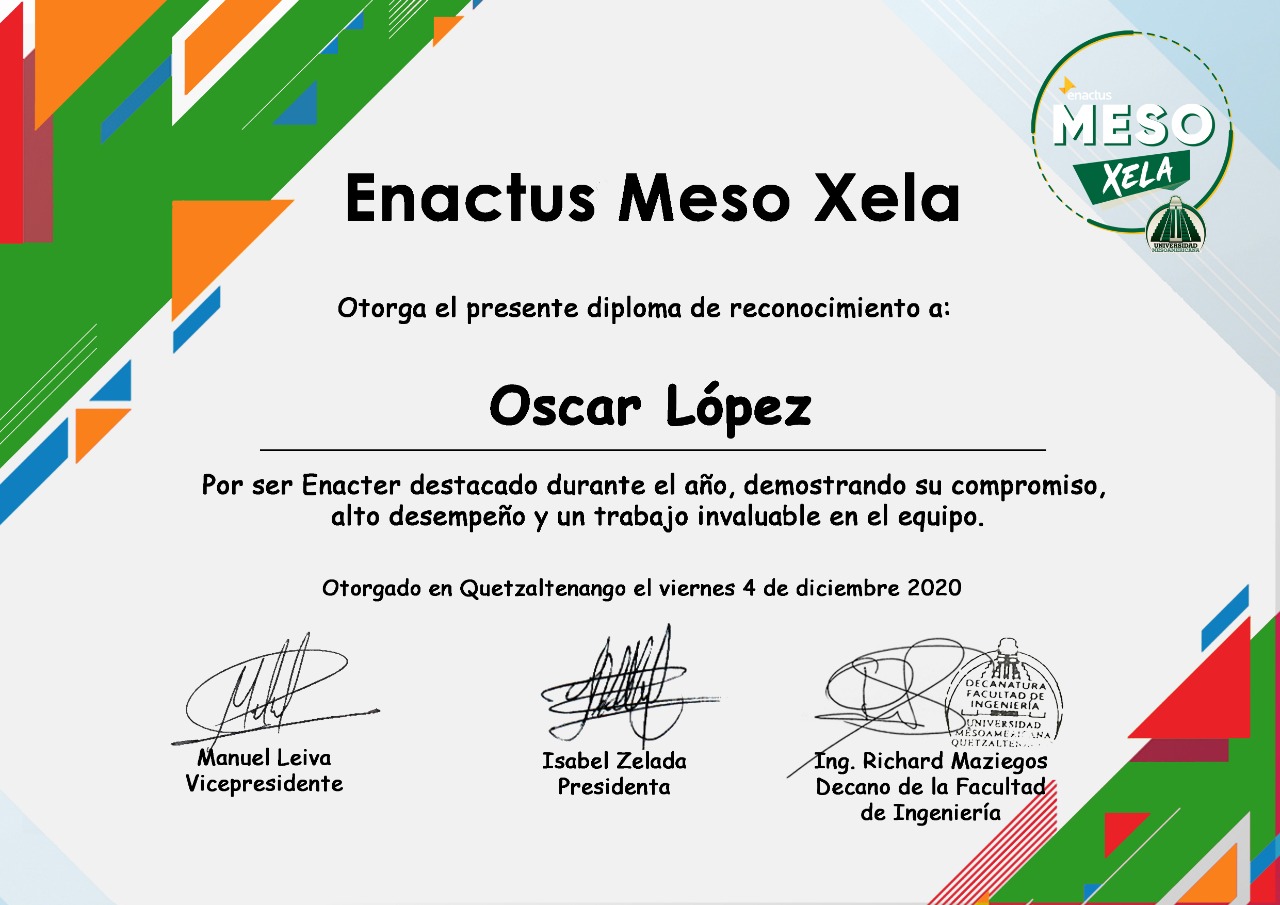 enactus
MESO
XELA
UNIVERSIDAD
MESOAMERICANA
Enactus Meso Xela
Otorga el presente diploma de reconocimiento a:
Oscar López
Por ser Enacter destacado durante el año, demostrando su compromiso,
alto desempeño y un trabajo invaluable en el equipo.
Otorgado en Quetzaltenango el viernes 4 de diciembre 2020
DECANATURA
FACULTAD DE
INGENIERÍA
UNIVERSIDAD
Manuel Leiva
Vicepresidente
Isabel Zelada
Presidenta
Ing. Richard Maziegos
Decano de la Facultad
de Ingeniería